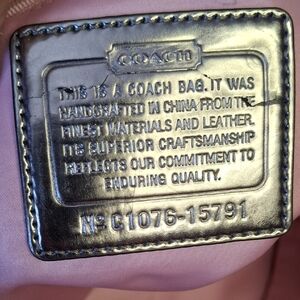 COACH
THIS IS A COACH BAG. IT WAS
HANDCRAFTED IN CHINA FROM THE
FINEST MATERIALS AND LEATHER.
ITS SUPERIOR CRAFTSMANSHIP
REFLECTS OUR COMMITMENT TO
ENDURING QUALITY.
Nº C1076-15791